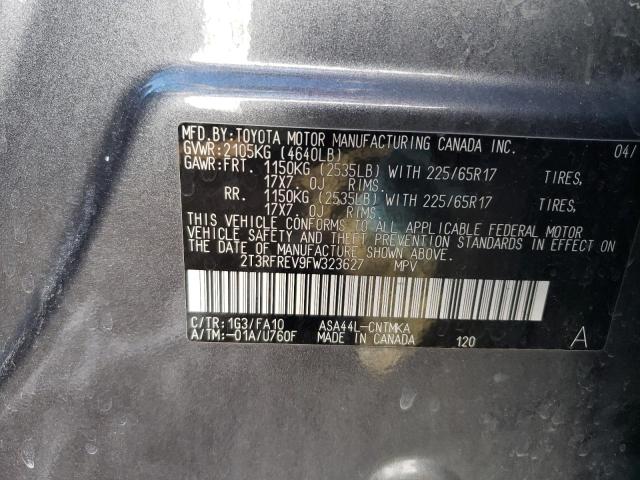 MFD.BY:TOYOTA MOTOR MANUFACTURING CANADA INC. 04/
GVWR:2105KG (4640LB)
GAWR:FRT. 1150KG (2535LB) WITH 225/65R17 TIRES,
17X7.0J RIMS.
RR. 1150KG (2535LB) WITH 225/65R17 TIRES,
17X7.0J RIMS.
THIS VEHICLE CONFORMS TO ALL APPLICABLE FEDERAL MOTOR
VEHICLE SAFETY AND THEFT PREVENTION STANDARDS IN EFFECT ON
THE DATE OF MANUFACTURE SHOWN ABOVE.
2T3RFREV9FW323627 MPV
C/TR:1G3/FA10 ASA44L-CNTMKA
A/TM:-01A/U760F MADE IN CANADA 120 A